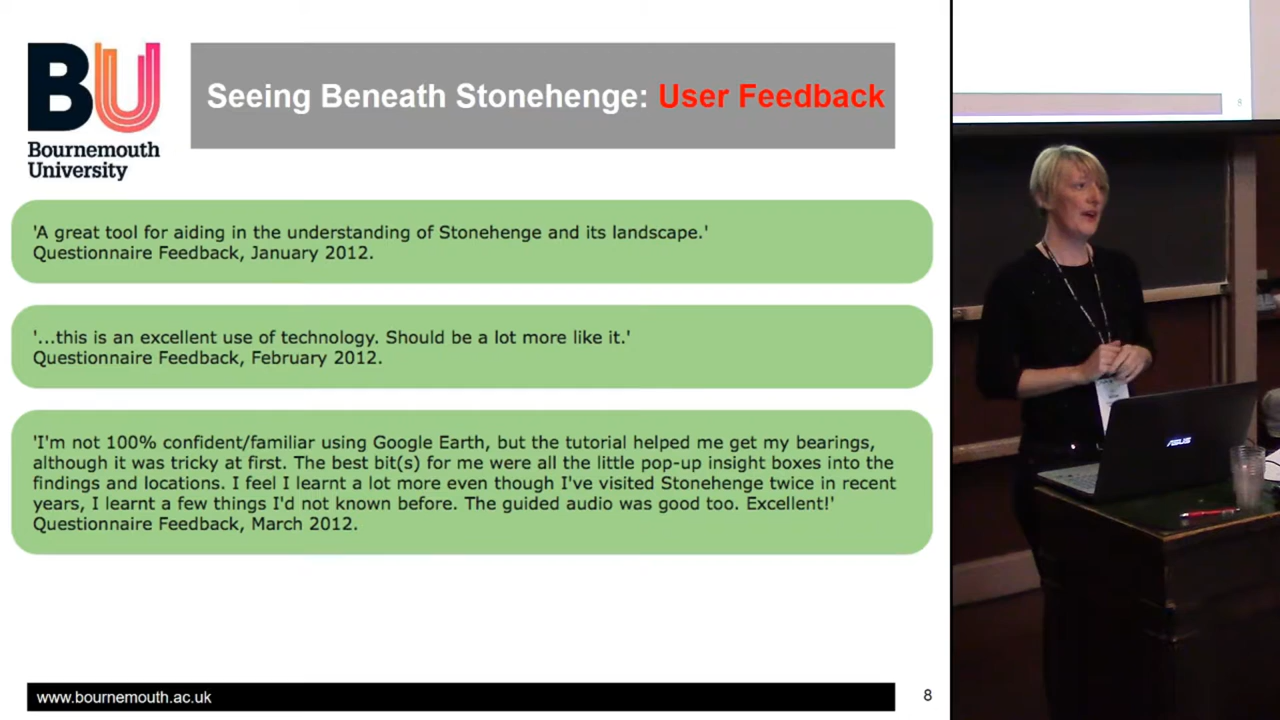 BU
Bournemouth
University
Seeing Beneath Stonehenge: User Feedback
'A great tool for aiding in the understanding of Stonehenge and its landscape.'
Questionnaire Feedback, January 2012.
'...this is an excellent use of technology. Should be a lot more like it.'
Questionnaire Feedback, February 2012.
'I'm not 100% confident/familiar using Google Earth, but the tutorial helped me get my bearings,
although it was tricky at first. The best bit(s) for me were all the little pop-up insight boxes into the
findings and locations. I feel I learnt a lot more even though I've visited Stonehenge twice in recent
years, I learnt a few things I'd not known before. The guided audio was good too. Excellent!'
Questionnaire Feedback, March 2012.
www.bournemouth.ac.uk
8
8
ASUS